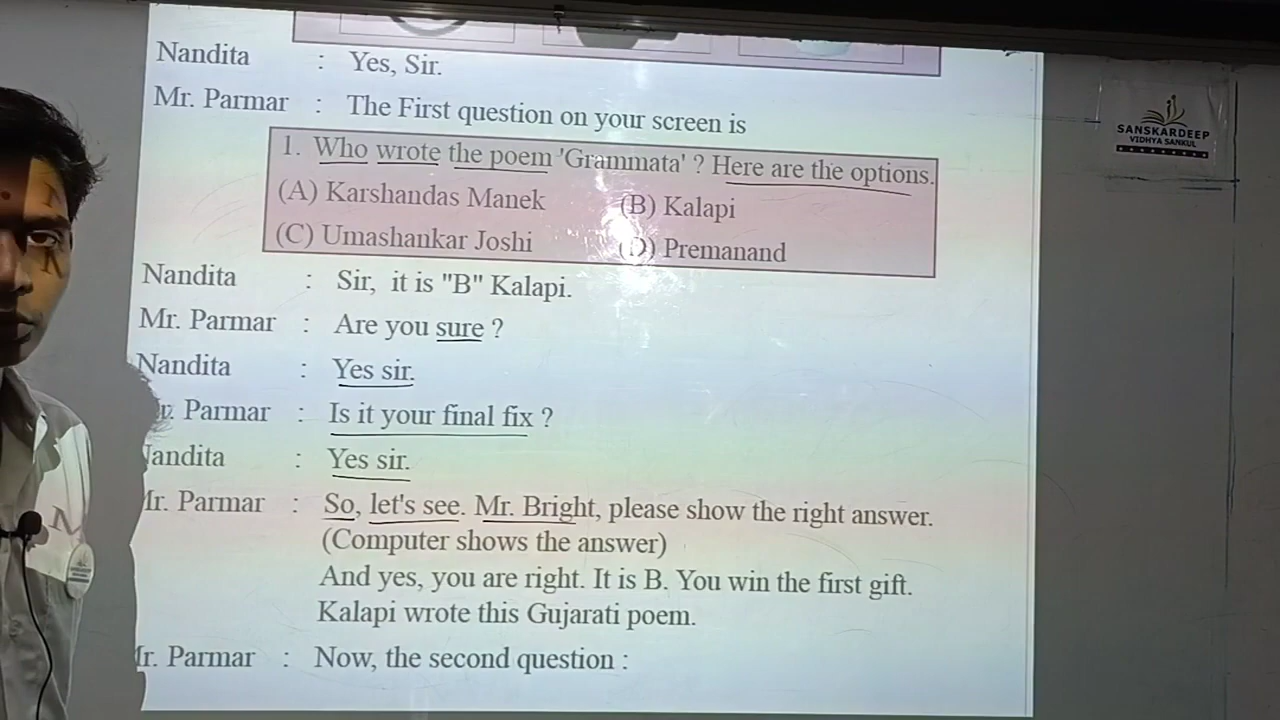 Nandita : Yes, Sir.
Mr. Parmar : The First question on your screen is
1. Who wrote the poem 'Grammata' ? Here are the options.
(A) Karshandas Manek (B) Kalapi
(C) Umashankar Joshi (D) Premanand
Nandita : Sir, it is "B" Kalapi.
Mr. Parmar : Are you sure ?
Nandita : Yes sir.
r. Parmar : Is it your final fix ?
Nandita : Yes sir.
Mr. Parmar : So, let's see. Mr. Bright, please show the right answer.
(Computer shows the answer)
And yes, you are right. It is B. You win the first gift.
Kalapi wrote this Gujarati poem.
Mr. Parmar : Now, the second question :
SANSKARDEEP
VIDHYA SANKUL